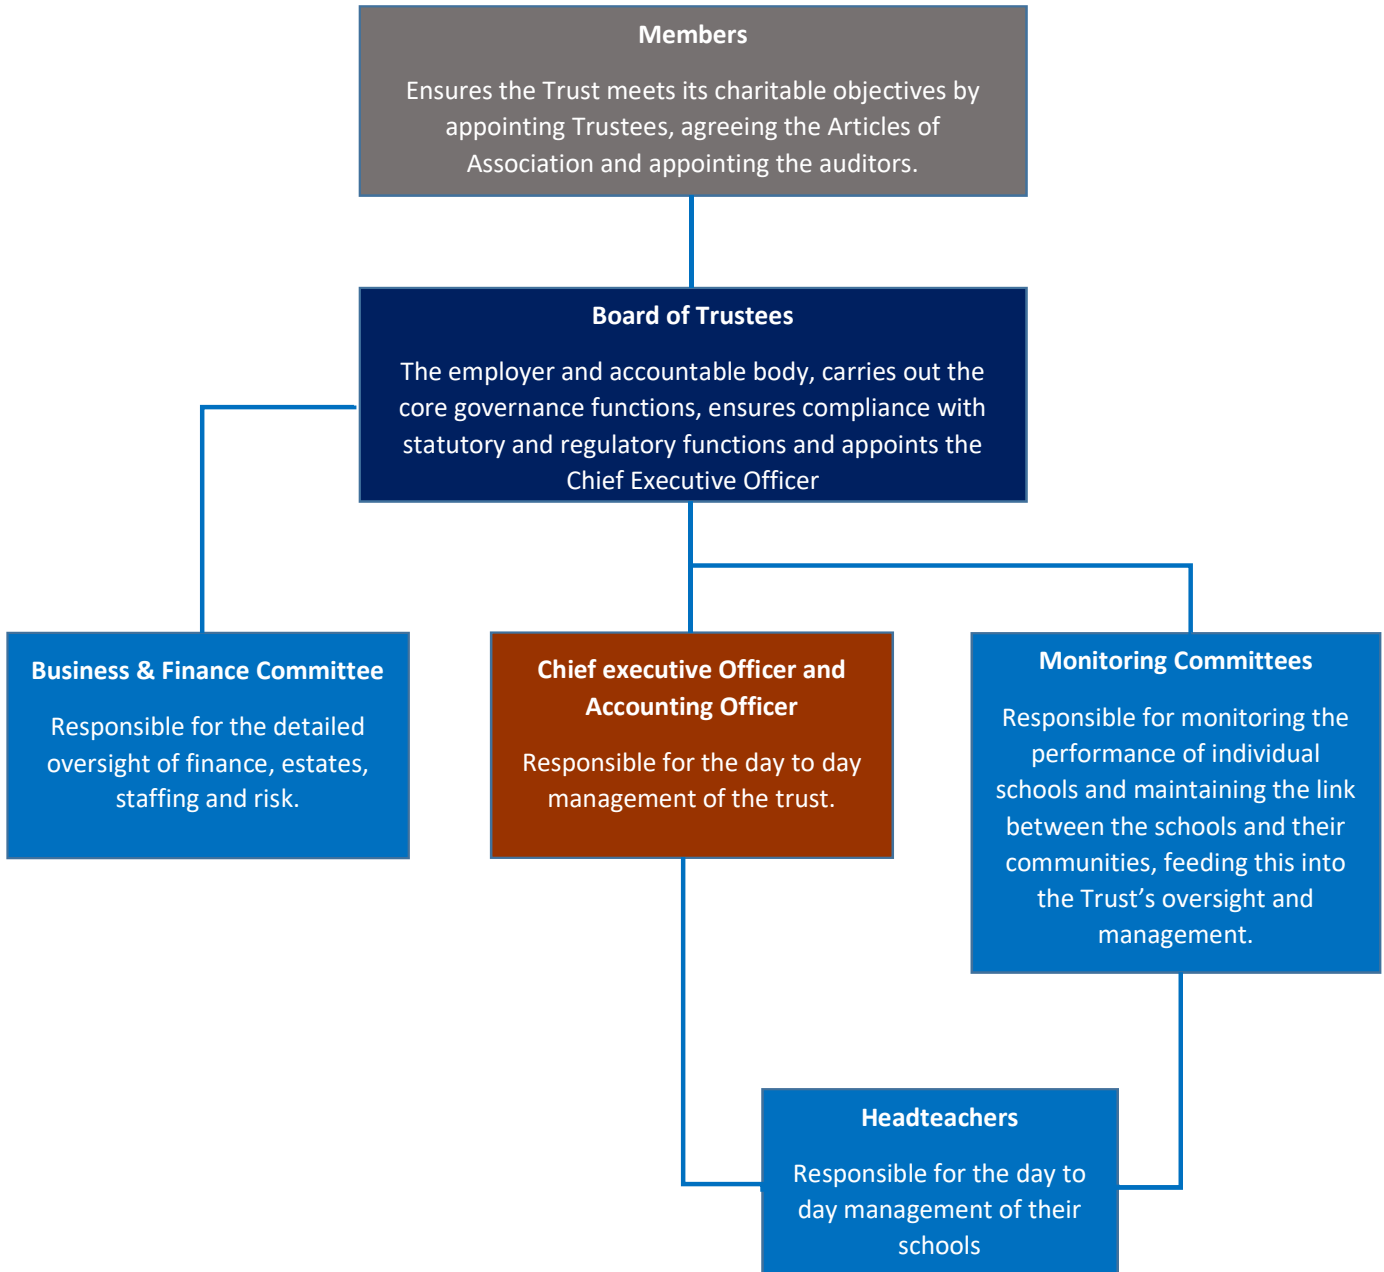 Members
Ensures the Trust meets its charitable objectives by
appointing Trustees, agreeing the Articles of
Association and appointing the auditors.
Board of Trustees
The employer and accountable body, carries out the
core governance functions, ensures compliance with
statutory and regulatory functions and appoints the
Chief Executive Officer
Business & Finance Committee
Responsible for the detailed
oversight of finance, estates,
staffing and risk.
Chief executive Officer and
Accounting Officer
Responsible for the day to day
management of the trust.
Monitoring Committees
Responsible for monitoring the
performance of individual
schools and maintaining the link
between the schools and their
communities, feeding this into
the Trust’s oversight and
management.
Headteachers
Responsible for the day to
day management of their
schools